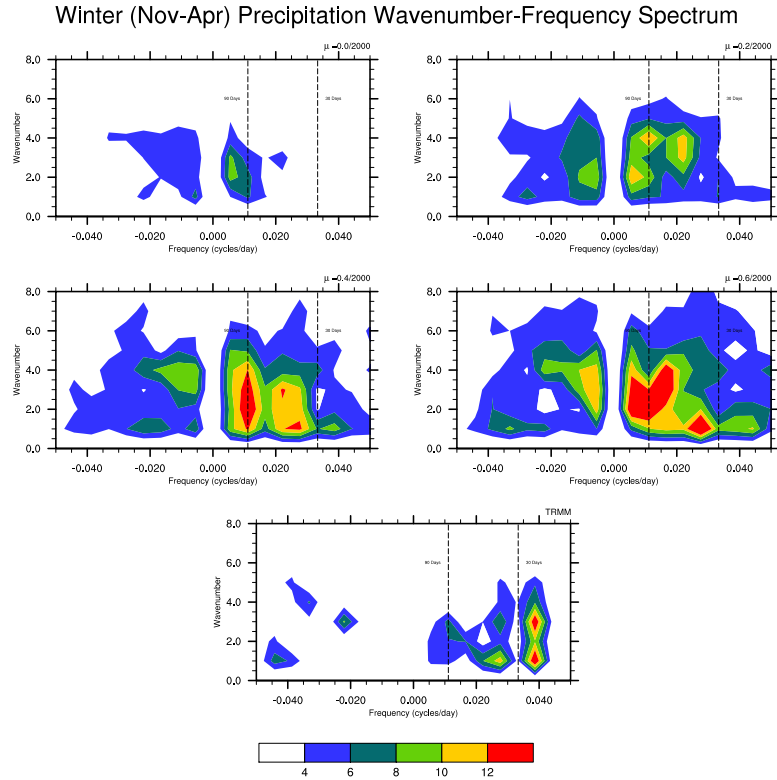 Winter (Nov-Apr) Precipitation Wavenumber-Frequency Spectrum
μ =0.0/2000
8.0
6.0
4.0
2.0
0.0
Wavenumber
90 Days
30 Days
-0.040 -0.020 0.000 0.020 0.040
Frequency (cycles/day)
μ =0.2/2000
8.0
6.0
4.0
2.0
0.0
Wavenumber
90 Days
30 Days
-0.040 -0.020 0.000 0.020 0.040
Frequency (cycles/day)
μ =0.4/2000
8.0
6.0
4.0
2.0
0.0
Wavenumber
90 Days
30 Days
-0.040 -0.020 0.000 0.020 0.040
Frequency (cycles/day)
μ =0.6/2000
8.0
6.0
4.0
2.0
0.0
Wavenumber
90 Days
30 Days
-0.040 -0.020 0.000 0.020 0.040
Frequency (cycles/day)
TRMM
8.0
6.0
4.0
2.0
0.0
Wavenumber
90 Days
30 Days
-0.040 -0.020 0.000 0.020 0.040
Frequency (cycles/day)
4 6 8 10 12